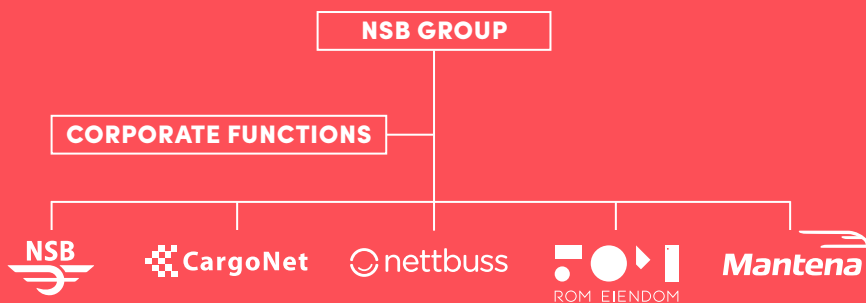 NSB GROUP
CORPORATE FUNCTIONS
NSB
CargoNet
nettbuss
ROM EIENDOM
Mantena